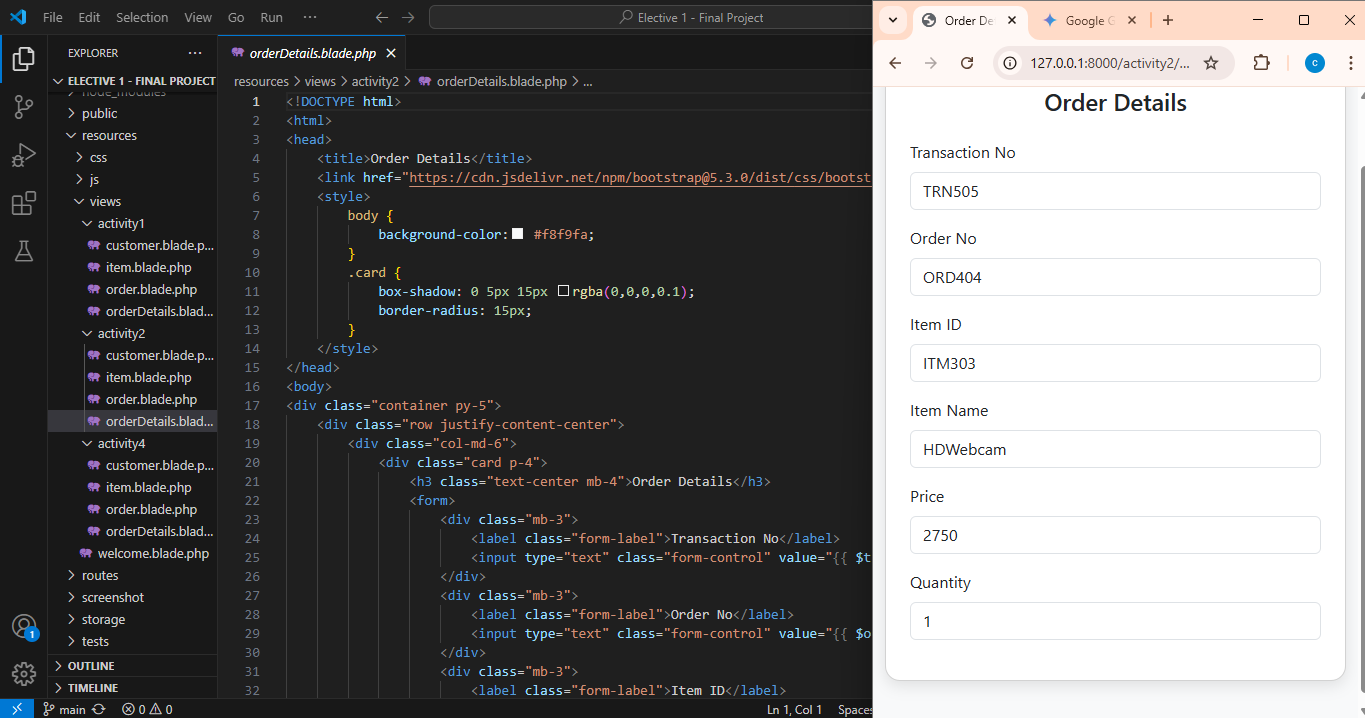 File Edit Selection View Go Run ··· Elective 1 - Final Project
EXPLORER ···
ELECTIVE 1 - FINAL PROJECT
node_modules
public
resources
css
js
views
activity1
customer.blade.p...
item.blade.php
order.blade.php
orderDetails.blad...
activity2
customer.blade.p...
item.blade.php
order.blade.php
orderDetails.blad...
activity4
customer.blade.p...
item.blade.php
order.blade.php
orderDetails.blad...
welcome.blade.php
routes
screenshot
storage
tests
OUTLINE
TIMELINE
1
orderDetails.blade.php
resources > views > activity2 > orderDetails.blade.php > ...
1 <!DOCTYPE html>
2 <html>
3 <head>
4 <title>Order Details</title>
5 <link href="https://cdn.jsdelivr.net/npm/bootstrap@5.3.0/dist/css/bootst
6 <style>
7 body {
8 background-color: #f8f9fa;
9 }
10 .card {
11 box-shadow: 0 5px 15px rgba(0,0,0,0.1);
12 border-radius: 15px;
13 }
14 </style>
15 </head>
16 <body>
17 <div class="container py-5">
18 <div class="row justify-content-center">
19 <div class="col-md-6">
20 <div class="card p-4">
21 <h3 class="text-center mb-4">Order Details</h3>
22 <form>
23 <div class="mb-3">
24 <label class="form-label">Transaction No</label>
25 <input type="text" class="form-control" value="{{ $t
26 </div>
27 <div class="mb-3">
28 <label class="form-label">Order No</label>
29 <input type="text" class="form-control" value="{{ $o
30 </div>
31 <div class="mb-3">
32 <label class="form-label">Item ID</label>
main 0 0 Ln 1, Col 1 Spaces
Order De Google G
127.0.0.1:8000/activity2/... c
Order Details
Transaction No
TRN505
Order No
ORD404
Item ID
ITM303
Item Name
HDWebcam
Price
2750
Quantity
1